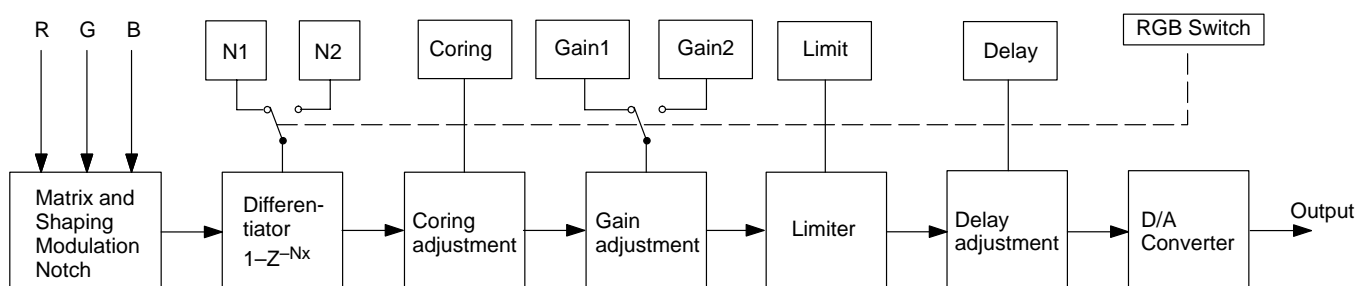 R G B
N1
N2
Coring
Gain1
Gain2
Limit
Delay
RGB Switch
Matrix and
Shaping
Modulation
Notch
Differen-
tiator
1–Z–Nx
Coring
adjustment
Gain
adjustment
Limiter
Delay
adjustment
D/A
Converter
Output